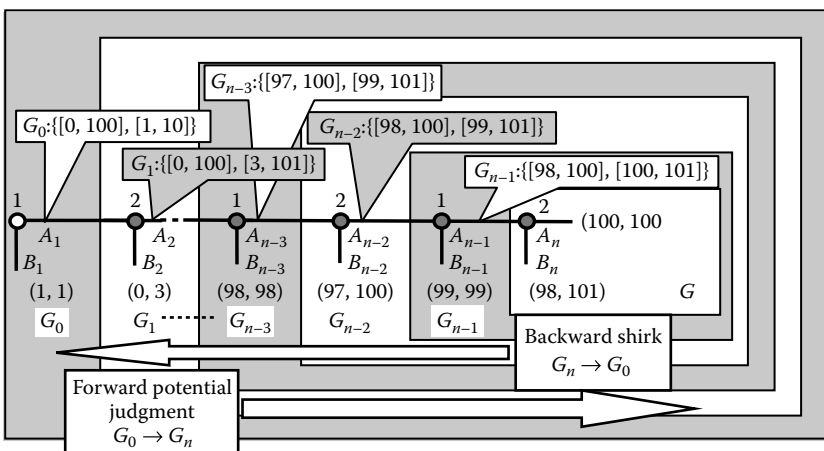 G_{n−3}:{[97, 100], [99, 101]}
G_0:{[0, 100], [1, 10]}
G_{n−2}:{[98, 100], [99, 101]}
G_1:{[0, 100], [3, 101]}
G_{n−1}:{[98, 100], [100, 101]}
1 2 1 2 1 2
(100, 100
A_1 A_2 A_{n−3} A_{n−2} A_{n−1} A_n
B_1 B_2 B_{n−3} B_{n−2} B_{n−1} B_n
(1, 1) (0, 3) (98, 98) (97, 100) (99, 99) (98, 101) G
G_0 G_1 G_{n−3} G_{n−2} G_{n−1}
Backward shirk
G_n → G_0
Forward potential
judgment
G_0 → G_n